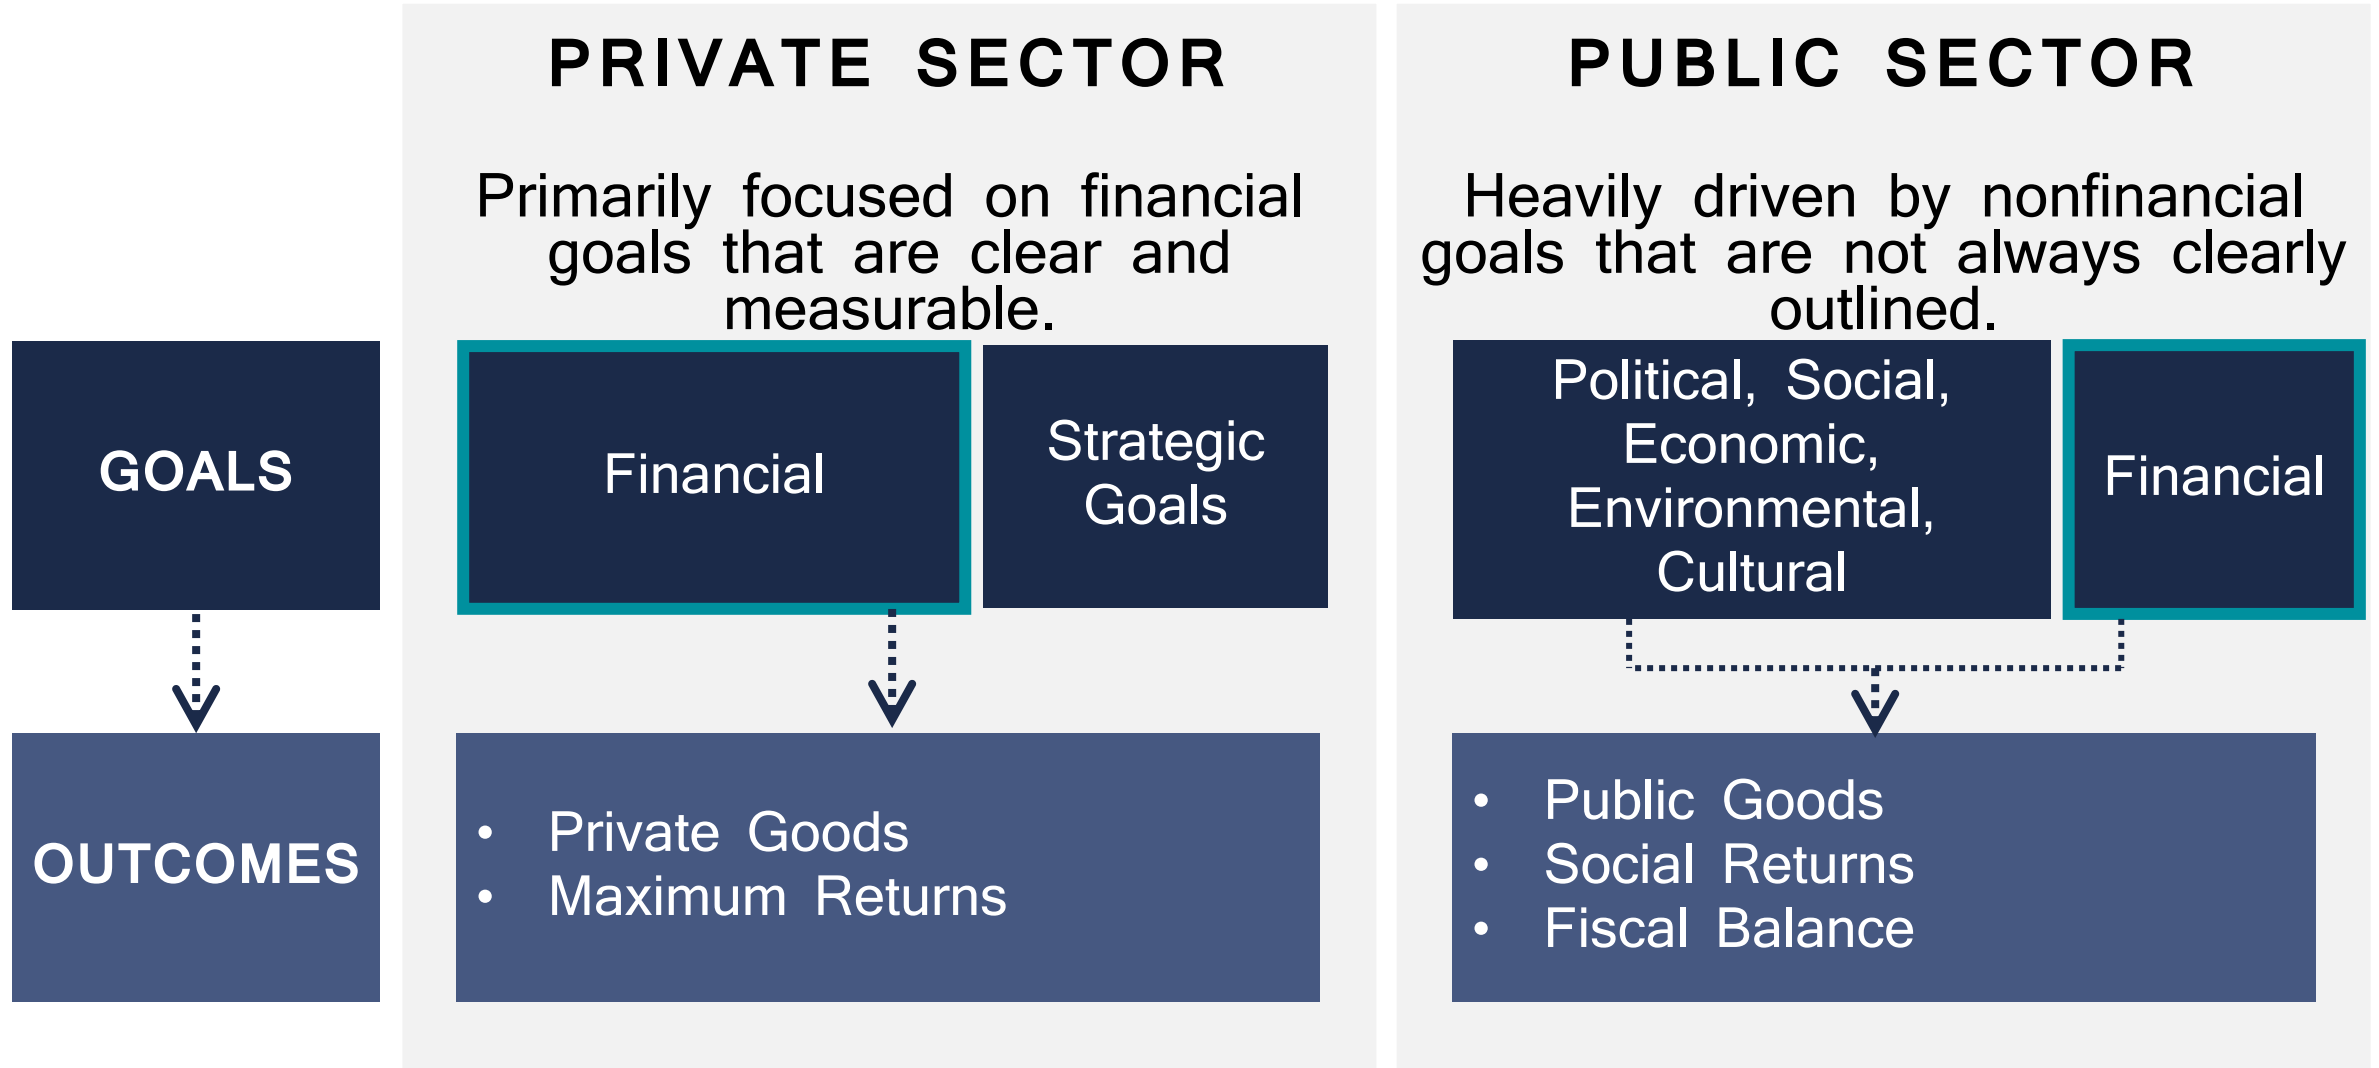 PRIVATE SECTOR
Primarily focused on financial
goals that are clear and
measurable.
PUBLIC SECTOR
Heavily driven by nonfinancial
goals that are not always clearly
outlined.
GOALS
Financial
Strategic
Goals
Political, Social,
Economic,
Environmental,
Cultural
Financial
OUTCOMES
• Private Goods
• Maximum Returns
• Public Goods
• Social Returns
• Fiscal Balance